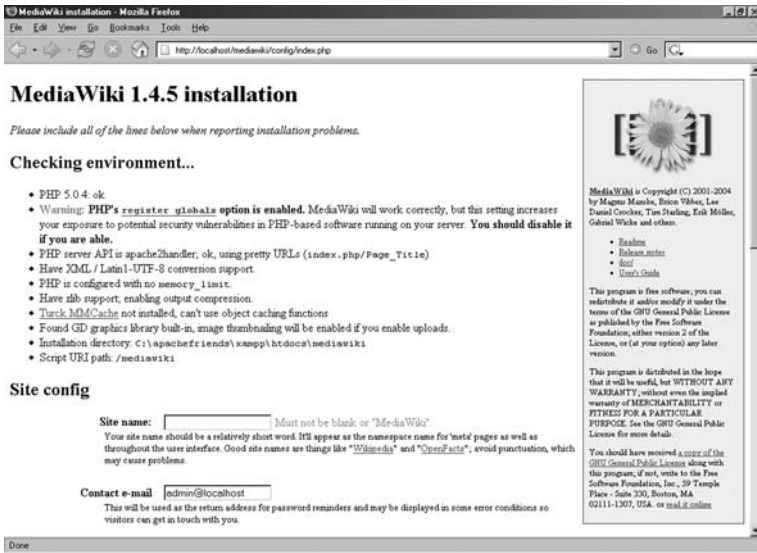 MediaWiki installation - Mozilla Firefox
File Edit View Go Bookmarks Tools Help
http://localhost/mediawiki/config/index.php
Go
MediaWiki 1.4.5 installation
Please include all of the lines below when reporting installation problems.
Checking environment...
PHP 5.0.4: ok
Warning: PHP's register_globals option is enabled. MediaWiki will work correctly, but this setting increases
your exposure to potential security vulnerabilities in PHP-based software running on your server. You should disable it
if you are able.
PHP server API is apache2handler; ok, using pretty URLs (index.php/Page_Title)
Have XML / Latin1-UTF-8 conversion support.
PHP is configured with no memory_limit.
Have zlib support; enabling output compression.
Turck MMCache not installed, can't use object caching functions
Found GD graphics library built-in, image thumbnailing will be enabled if you enable uploads.
Installation directory: C:\apachefriends\xampp\htdocs\mediawiki
Script URI path: /mediawiki
Site config
Site name: Must not be blank or "MediaWiki".
Your site name should be a relatively short word. It'll appear as the namespace name for 'meta' pages as well as
throughout the user interface. Good site names are things like "Wikipedia" and "OpenFacts"; avoid punctuation, which
may cause problems.
Contact e-mail admin@localhost
This will be used as the return address for password reminders and may be displayed in some error conditions so
visitors can get in touch with you.
MediaWiki is Copyright (C) 2001-2004
by Magnus Manske, Brion Vibber, Lee
Daniel Crocker, Tim Starling, Erik Möller,
Gabriel Wicke and others.
Readme
Release notes
doc/
User's Guide
This program is free software; you can
redistribute it and/or modify it under the
terms of the GNU General Public License
as published by the Free Software
Foundation; either version 2 of the
License, or (at your option) any later
version.
This program is distributed in the hope
that it will be useful, but WITHOUT ANY
WARRANTY; without even the implied
warranty of MERCHANTABILITY or
FITNESS FOR A PARTICULAR
PURPOSE. See the GNU General Public
License for more details.
You should have received a copy of the
GNU General Public License along with
this program; if not, write to the Free
Software Foundation, Inc., 59 Temple
Place - Suite 330, Boston, MA
02111-1307, USA. or read it online
Done